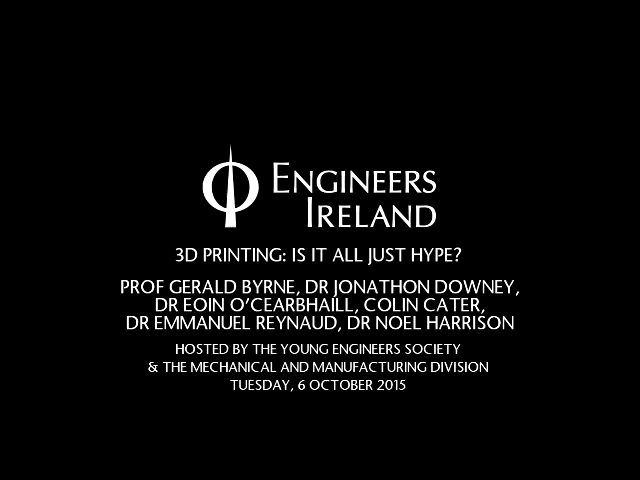 ENGINEERS
IRELAND
3D PRINTING: IS IT ALL JUST HYPE?
PROF GERALD BYRNE, DR JONATHON DOWNEY,
DR EOIN O'CEARBHAILL, COLIN CATER,
DR EMMANUEL REYNAUD, DR NOEL HARRISON
HOSTED BY THE YOUNG ENGINEERS SOCIETY
& THE MECHANICAL AND MANUFACTURING DIVISION
TUESDAY, 6 OCTOBER 2015